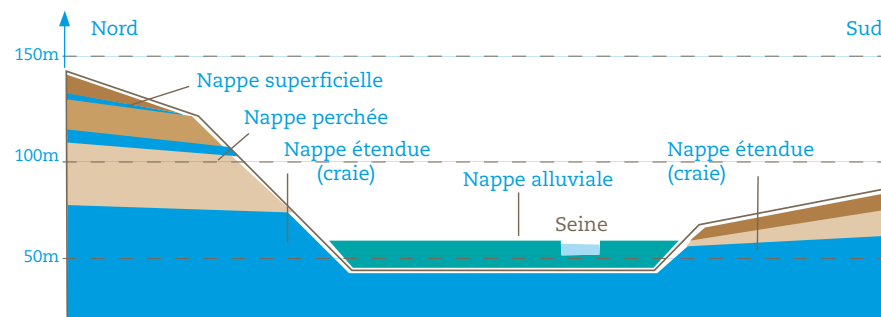 Nord
Sud
150m
Nappe superficielle
Nappe perchée
Nappe étendue
(craie)
Nappe étendue
(craie)
100m
Nappe alluviale
Seine
50m